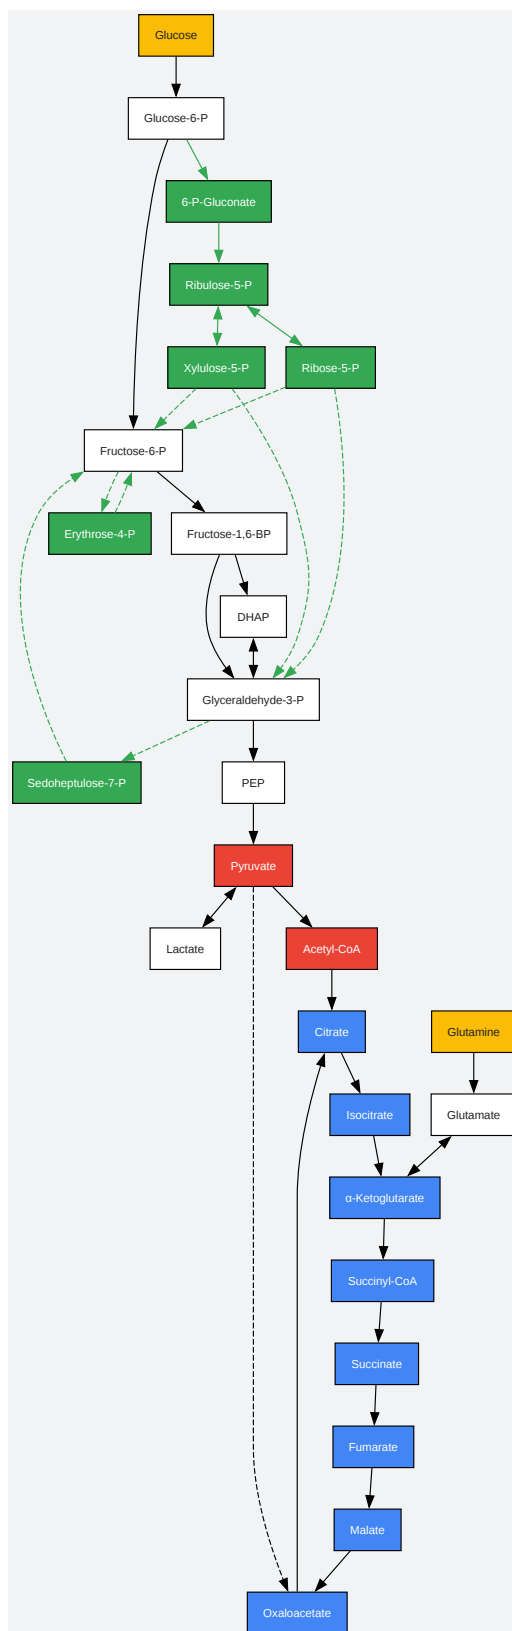 Glucose
Glucose-6-P
6-P-Gluconate
Ribulose-5-P
Xylulose-5-P
Ribose-5-P
Fructose-6-P
Erythrose-4-P
Fructose-1,6-BP
DHAP
Glyceraldehyde-3-P
Sedoheptulose-7-P
PEP
Pyruvate
Lactate
Acetyl-CoA
Citrate
Glutamine
Isocitrate
Glutamate
α-Ketoglutarate
Succinyl-CoA
Succinate
Fumarate
Malate
Oxaloacetate